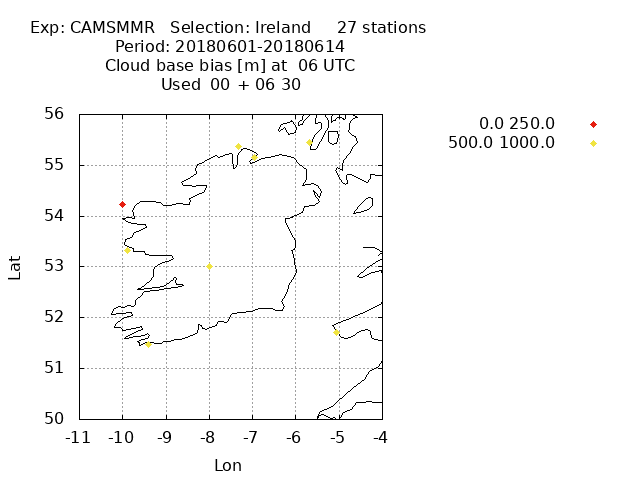 Exp: CAMSMMR   Selection: Ireland     27 stations
Period: 20180601-20180614
Cloud base bias [m] at  06 UTC
Used  00 + 06 30
0.0 250.0
500.0 1000.0
56
55
54
53
52
51
50
Lat
-11 -10 -9 -8 -7 -6 -5 -4
Lon